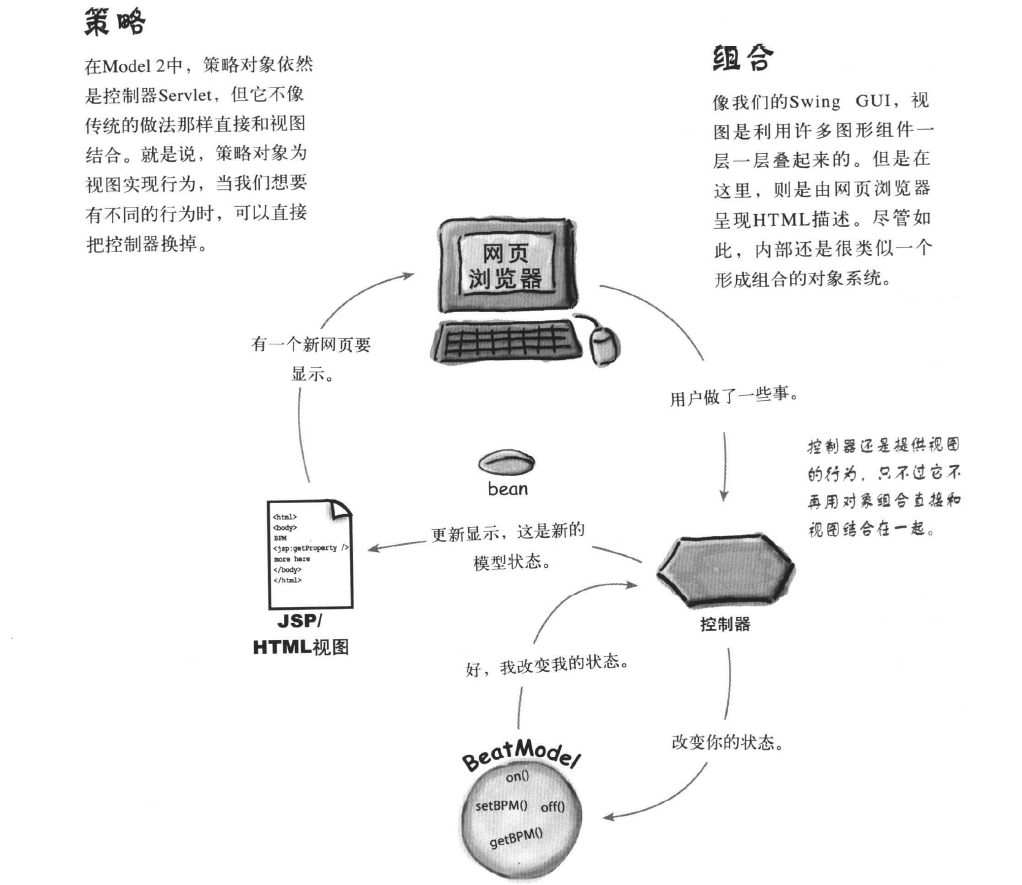 策略
在Model 2中，策略对象依然
是控制器Servlet，但它不像
传统的做法那样直接和视图
结合。就是说，策略对象为
视图实现行为，当我们想要
有不同的行为时，可以直接
把控制器换掉。
组合
像我们的Swing GUI，视
图是利用许多图形组件一
层一层叠起来的。但是在
这里，则是由网页浏览器
呈现HTML描述。尽管如
此，内部还是很类似一个
形成组合的对象系统。
网页
浏览器
有一个新网页要
显示。
用户做了一些事。
控制器还是提供视图
的行为，只不过它不
再用对象组合直接和
视图结合在一起。
bean
更新显示，这是新的
模型状态。
<html>
<body>
BPM
<jsp:getProperty />
more here
</body>
</html>
JSP/
HTML视图
控制器
好，我改变我的状态。
改变你的状态。
BeatModel
on()
setBPM() off()
getBPM()